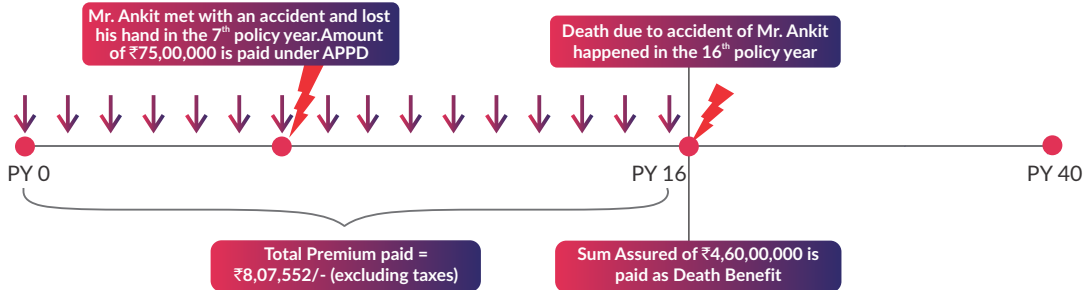 Mr. Ankit met with an accident and lost
his hand in the 7th policy year.Amount
of ₹75,00,000 is paid under APPD
Death due to accident of Mr. Ankit
happened in the 16th policy year
PY 0
PY 16
PY 40
Total Premium paid =
₹8,07,552/- (excluding taxes)
Sum Assured of ₹4,60,00,000 is
paid as Death Benefit